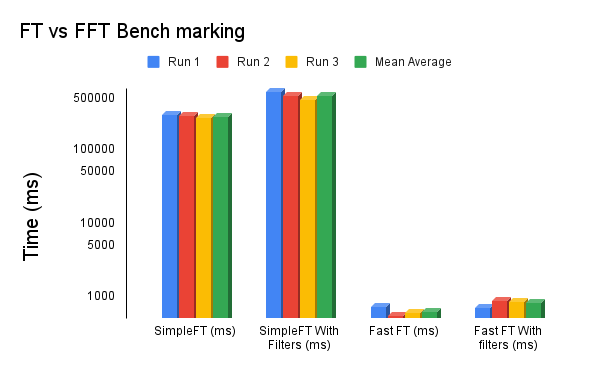 FT vs FFT Bench marking
Run 1
Run 2
Run 3
Mean Average
Time (ms)
500000
100000
50000
10000
5000
1000
SimpleFT (ms)
SimpleFT With
Filters (ms)
Fast FT (ms)
Fast FT With
filters (ms)